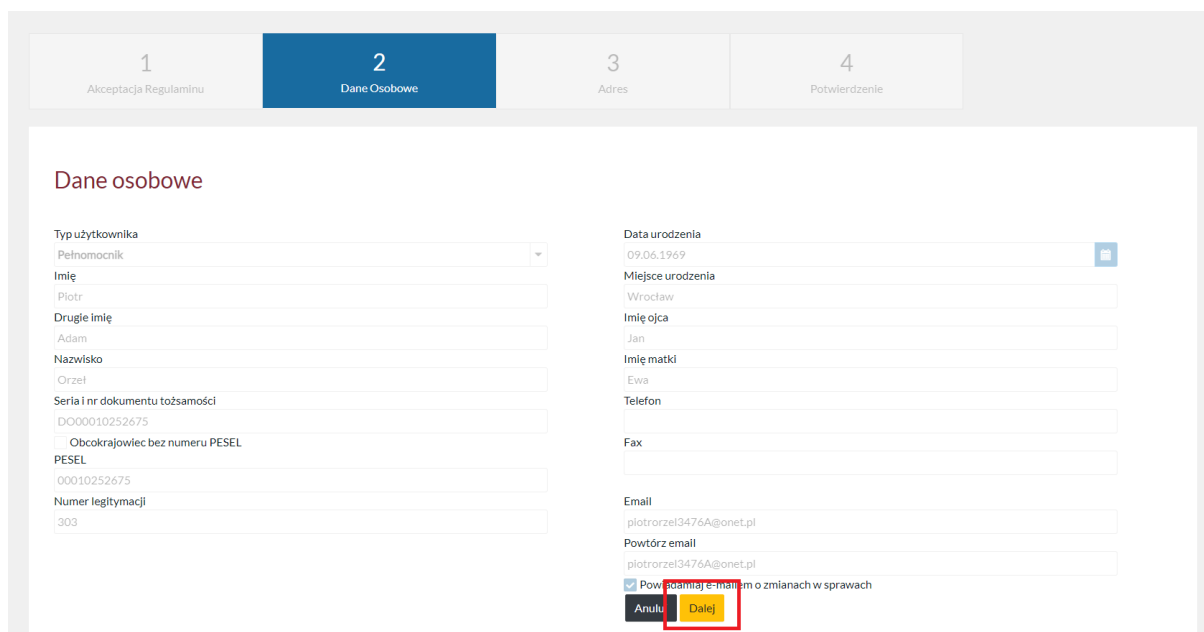 1
Akceptacja Regulaminu
2
Dane Osobowe
3
Adres
4
Potwierdzenie
Dane osobowe
Typ użytkownika
Pełnomocnik
Imię
Piotr
Drugie imię
Adam
Nazwisko
Orzeł
Seria i nr dokumentu tożsamości
DO00010252675
Obcokrajowiec bez numeru PESEL
PESEL
00010252675
Numer legitymacji
303
Data urodzenia
09.06.1969
Miejsce urodzenia
Wrocław
Imię ojca
Jan
Imię matki
Ewa
Telefon
Fax
Email
piotrorzel3476A@onet.pl
Powtórz email
piotrorzel3476A@onet.pl
Powiadamiaj e-mailem o zmianach w sprawach
Anuluj Dalej